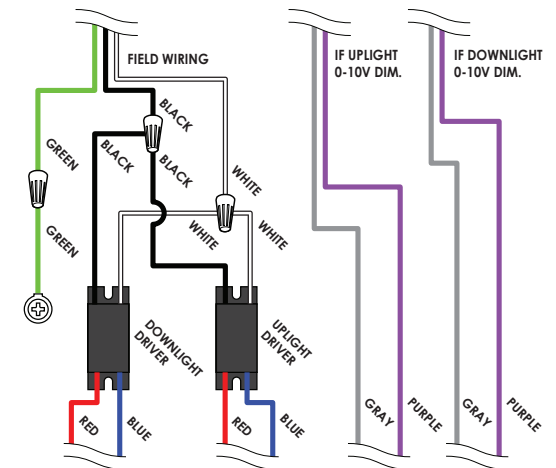 FIELD WIRING
IF UPLIGHT
0-10V DIM.
IF DOWNLIGHT
0-10V DIM.
BLACK
GREEN
BLACK
BLACK
WHITE
GREEN
WHITE
WHITE
DOWNLIGHT
DRIVER
UPLIGHT
DRIVER
RED
BLUE
RED
BLUE
GRAY
PURPLE
GRAY
PURPLE